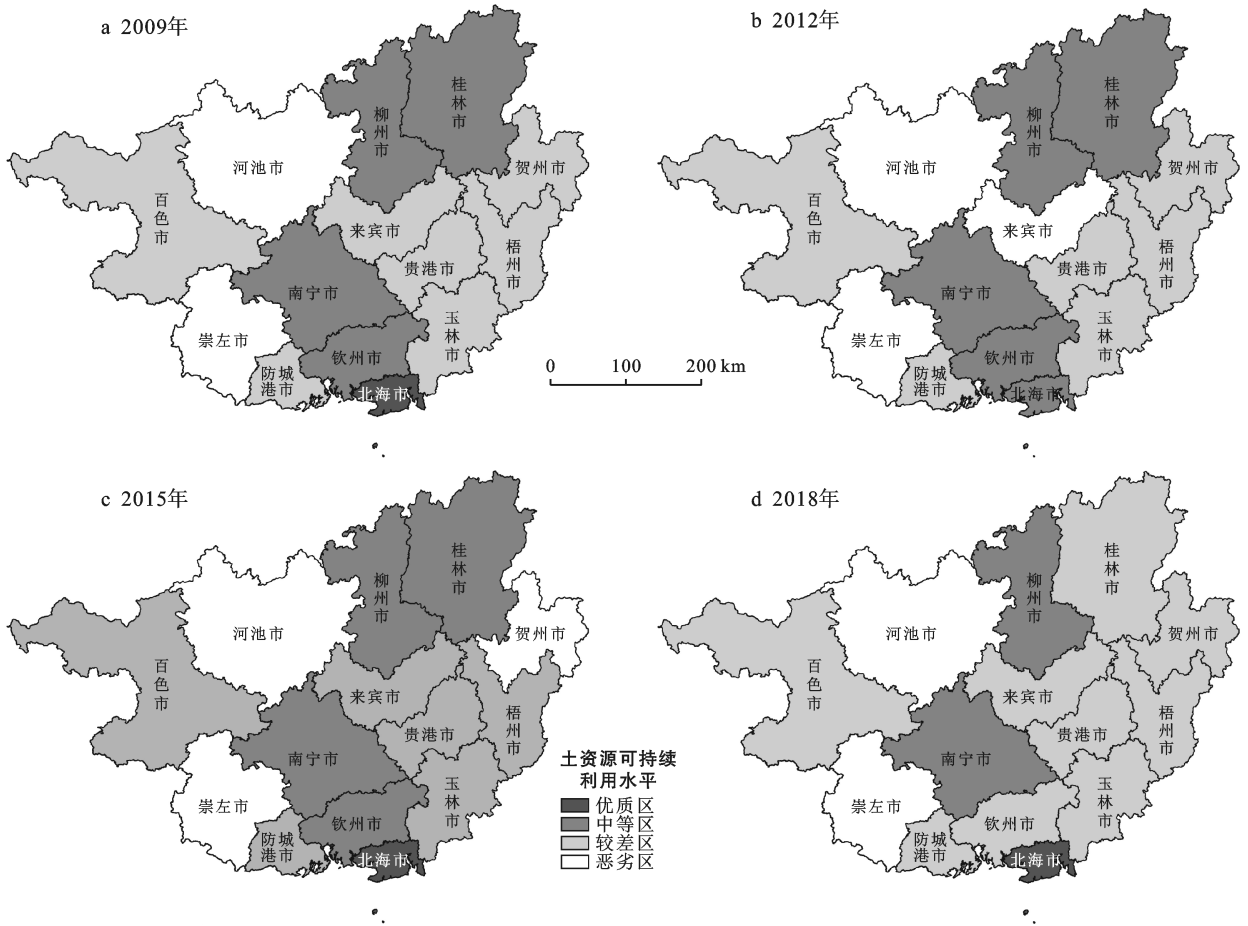 a 2009年
桂林市
柳州市
河池市
贺州市
百色市
来宾市
梧州市
贵港市
南宁市
玉林市
崇左市
钦州市
防城
港市
北海市
b 2012年
桂林市
柳州市
河池市
贺州市
百色市
来宾市
梧州市
贵港市
南宁市
玉林市
崇左市
钦州市
防城
港市
北海市
0 100 200 km
c 2015年
桂林市
柳州市
河池市
贺州市
百色市
来宾市
梧州市
贵港市
南宁市
玉林市
崇左市
钦州市
防城
港市
北海市
土资源可持续
利用水平
优质区
中等区
较差区
恶劣区
d 2018年
桂林市
柳州市
河池市
贺州市
百色市
来宾市
梧州市
贵港市
南宁市
玉林市
崇左市
钦州市
防城
港市
北海市